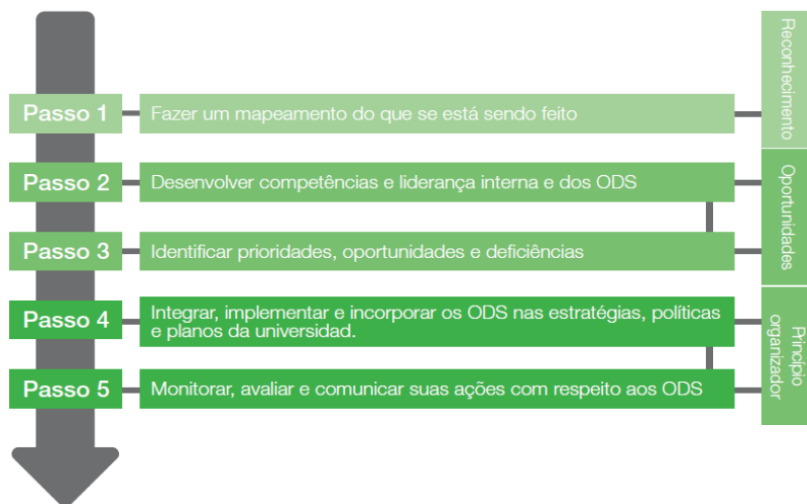 Passo 1
Fazer um mapeamento do que se está sendo feito
Reconhecimento
Passo 2
Desenvolver competências e liderança interna e dos ODS
Passo 3
Identificar prioridades, oportunidades e deficiências
Oportunidades
Passo 4
Integrar, implementar e incorporar os ODS nas estratégias, políticas
e planos da universidad.
Passo 5
Monitorar, avaliar e comunicar suas ações com respeito aos ODS
Princípio
organizador